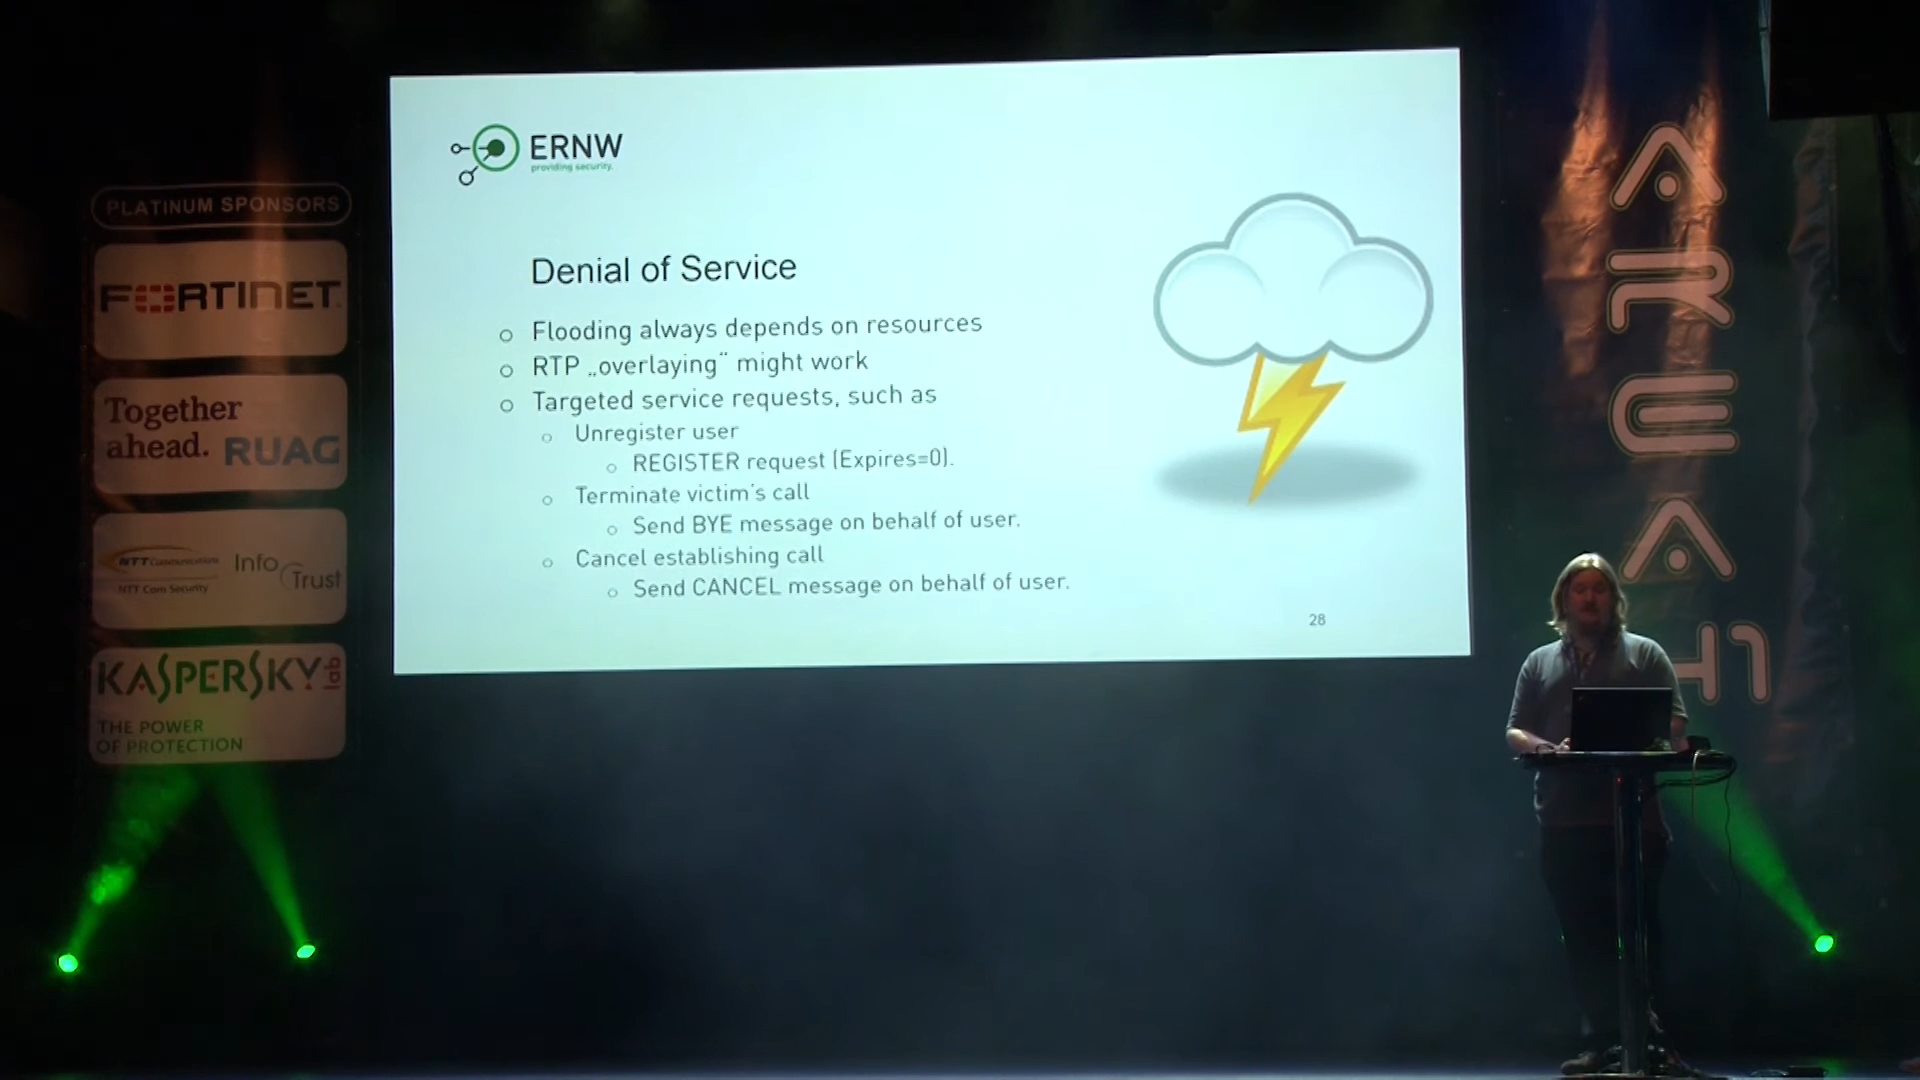 PLATINUM SPONSORS
FORTINET
Together
ahead. RUAG
NTT Communications
NTT Com Security
Info
Trust
KASPERSKY lab
THE POWER
OF PROTECTION
ERNW
providing security.
Denial of Service
Flooding always depends on resources
RTP „overlaying“ might work
Targeted service requests, such as
Unregister user
REGISTER request (Expires=0).
Terminate victim's call
Send BYE message on behalf of user.
Cancel establishing call
Send CANCEL message on behalf of user.
28
AREA41